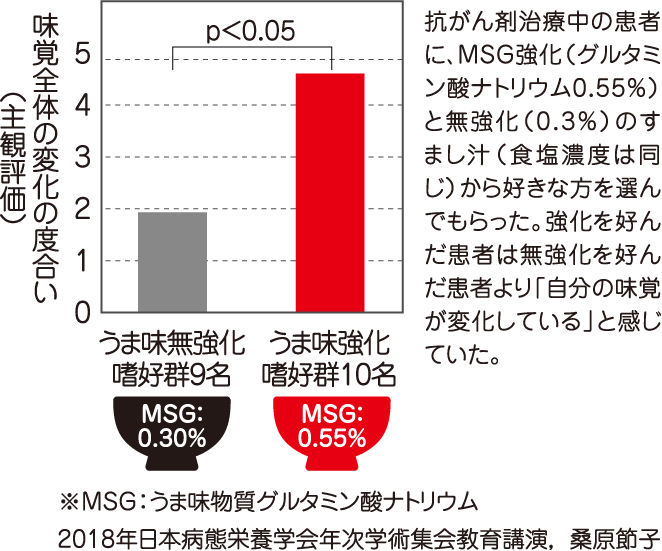 味覚全体の変化の度合い
(主観評価)
5
4
3
2
1
0
p<0.05
うま味無強化
嗜好群9名
うま味強化
嗜好群10名
MSG:
0.30%
MSG:
0.55%
抗がん剤治療中の患者
に、MSG強化(グルタミ
ン酸ナトリウム0.55%)
と無強化(0.3%)のす
まし汁(食塩濃度は同
じ)から好きな方を選ん
でもらった。強化を好ん
だ患者は無強化を好ん
だ患者より「自分の味覚
が変化している」と感じ
ていた。
※MSG:うま味物質グルタミン酸ナトリウム
2018年日本病態栄養学会年次学術集会教育講演, 桑原節子